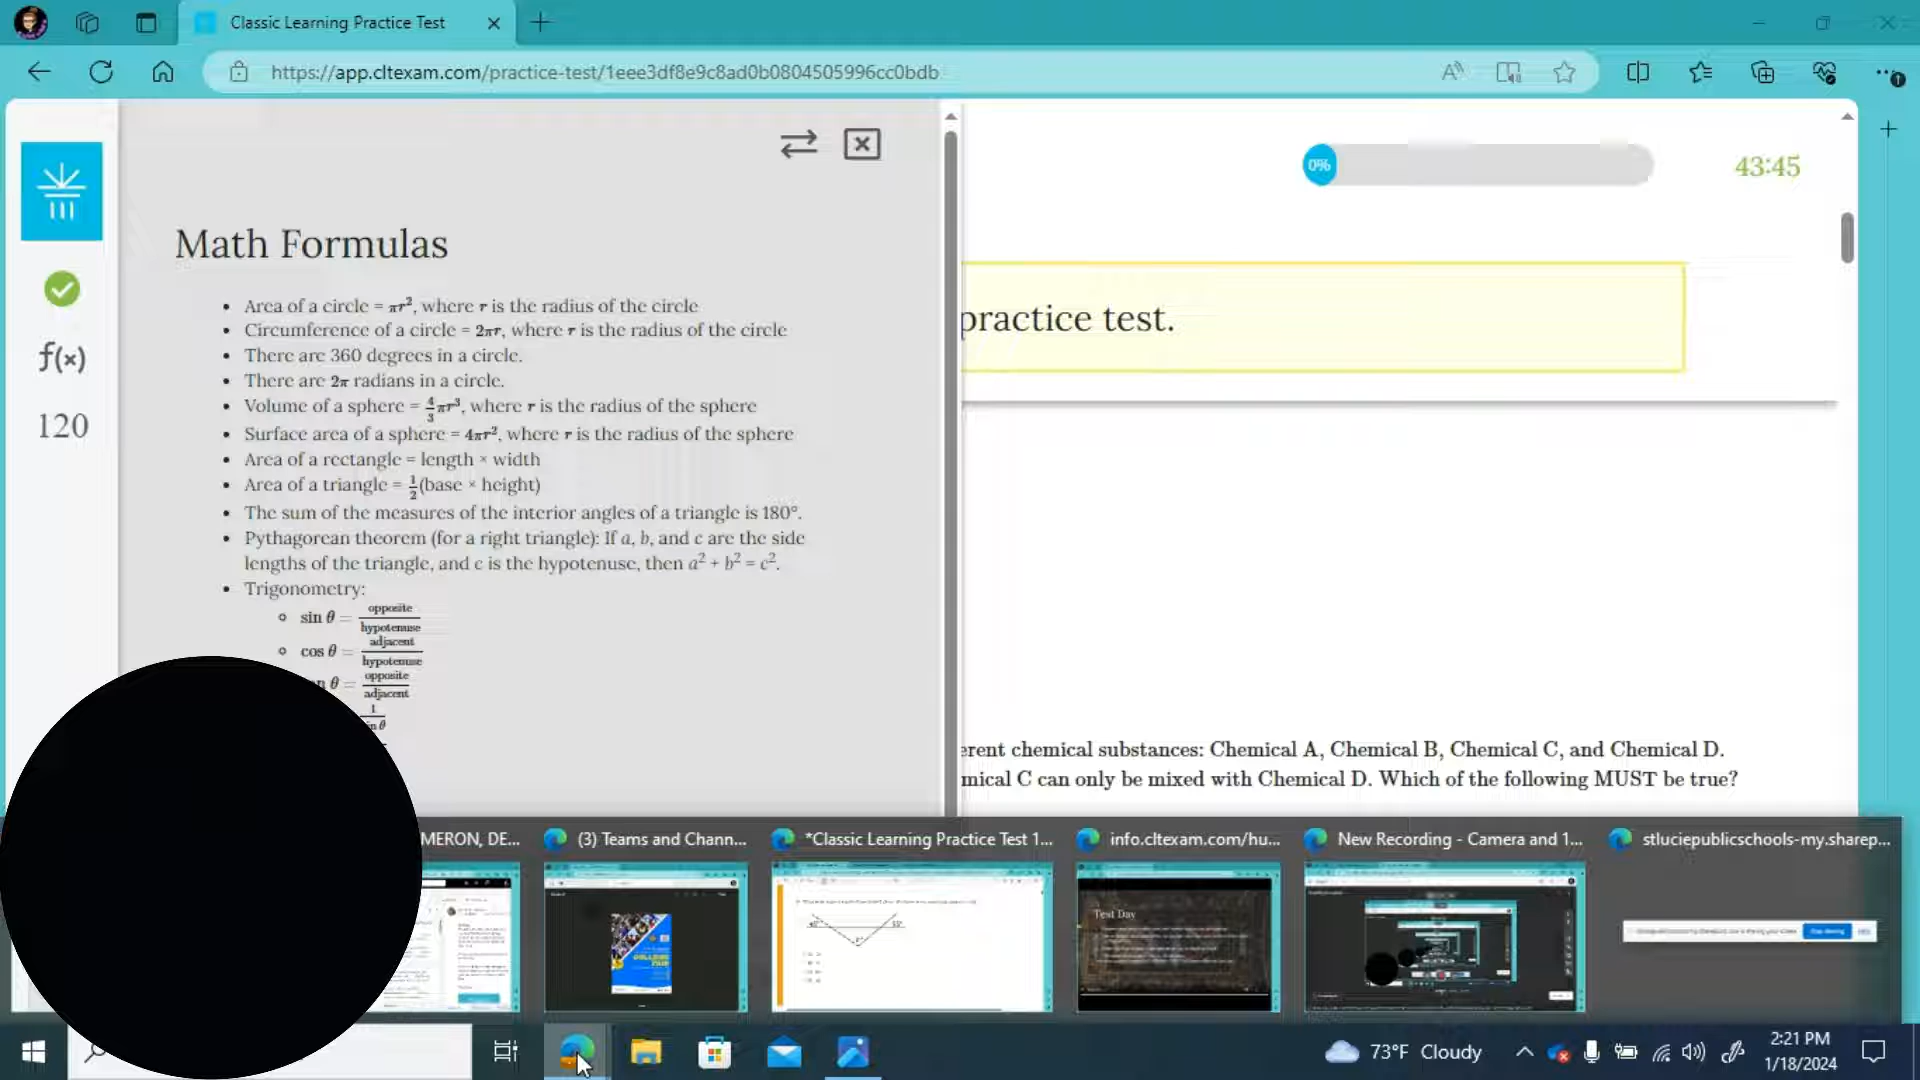 Classic Learning Practice Test
https://app.cltexam.com/practice-test/1eee3df8e9c8ad0b0804505996cc0bdb
0%
43:45
Math Formulas
practice test.
f(x)
120
• Area of a circle = πr², where r is the radius of the circle
• Circumference of a circle = 2πr, where r is the radius of the circle
• There are 360 degrees in a circle.
• There are 2π radians in a circle.
• Volume of a sphere = 4/3 πr³, where r is the radius of the sphere
• Surface area of a sphere = 4πr², where r is the radius of the sphere
• Area of a rectangle = length × width
• Area of a triangle = 1/2 (base × height)
• The sum of the measures of the interior angles of a triangle is 180°.
• Pythagorean theorem (for a right triangle): If a, b, and c are the side
lengths of the triangle, and c is the hypotenuse, then a² + b² = c².
• Trigonometry:
sin θ = opposite/hypotenuse
cos θ = adjacent/hypotenuse
θ = opposite/adjacent
erent chemical substances: Chemical A, Chemical B, Chemical C, and Chemical D.
mical C can only be mixed with Chemical D. Which of the following MUST be true?
MERON, DE...
(3) Teams and Chann...
*Classic Learning Practice Test 1...
info.cltexam.com/hu...
New Recording - Camera and 1...
stluciepublicschools-my.sharep...
Test Day
73°F Cloudy
2:21 PM
1/18/2024